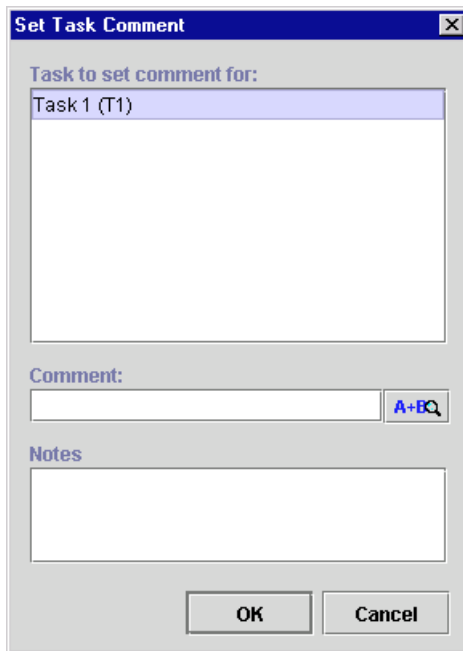 Set Task Comment
Task to set comment for:
Task 1 (T1)
Comment:
A+B
Notes
OK Cancel